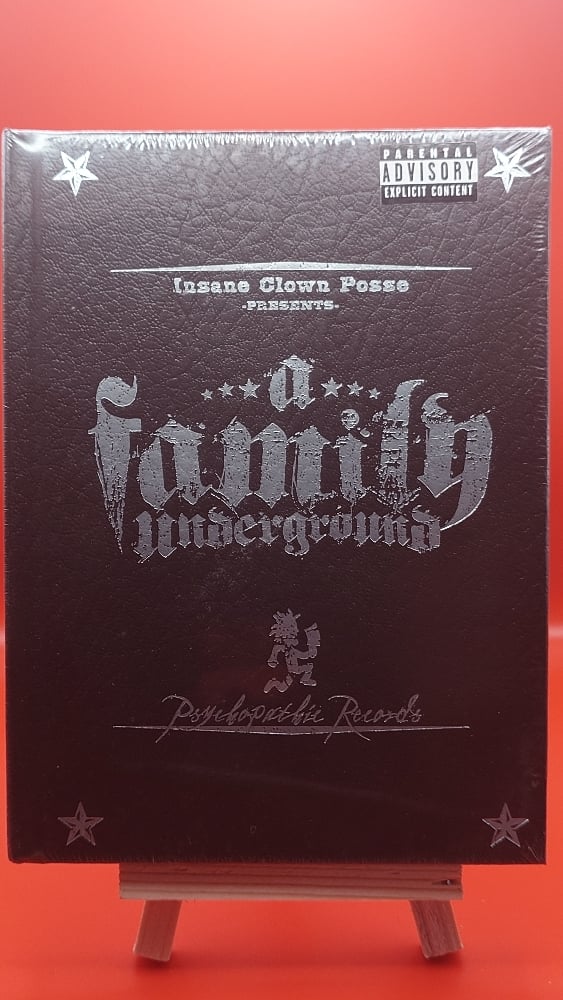 PARENTAL
ADVISORY
EXPLICIT CONTENT
Insane Clown Posse
-PRESENTS-
a
family
underground
Psychopathic Records